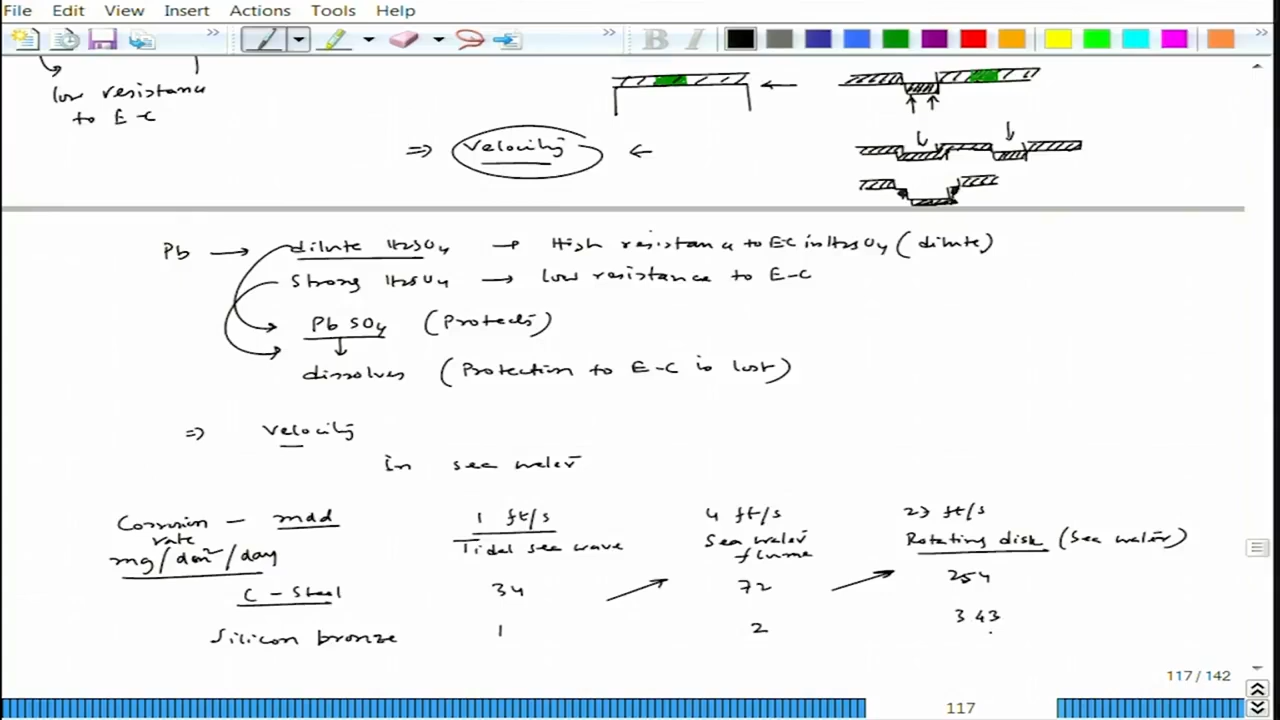 File Edit View Insert Actions Tools Help
B I
low resistance
to E-C
⇒ Velocity ←
Pb → dilute H2SO4 → High resistance to E-C in H2SO4 (dilute)
Strong H2SO4 → low resistance to E-C
PbSO4 (Protects)
dissolves (Protection to E-C is lost)
⇒ velocity
in sea water
Corrosion rate - mdd 1 ft/s 4 ft/s 27 ft/s
mg/dm²/day Tidal sea wave Sea water flume Rotating disk (Sea water)
C-Steel 34 72 254
Silicon bronze 1 2 343
117 / 142
117